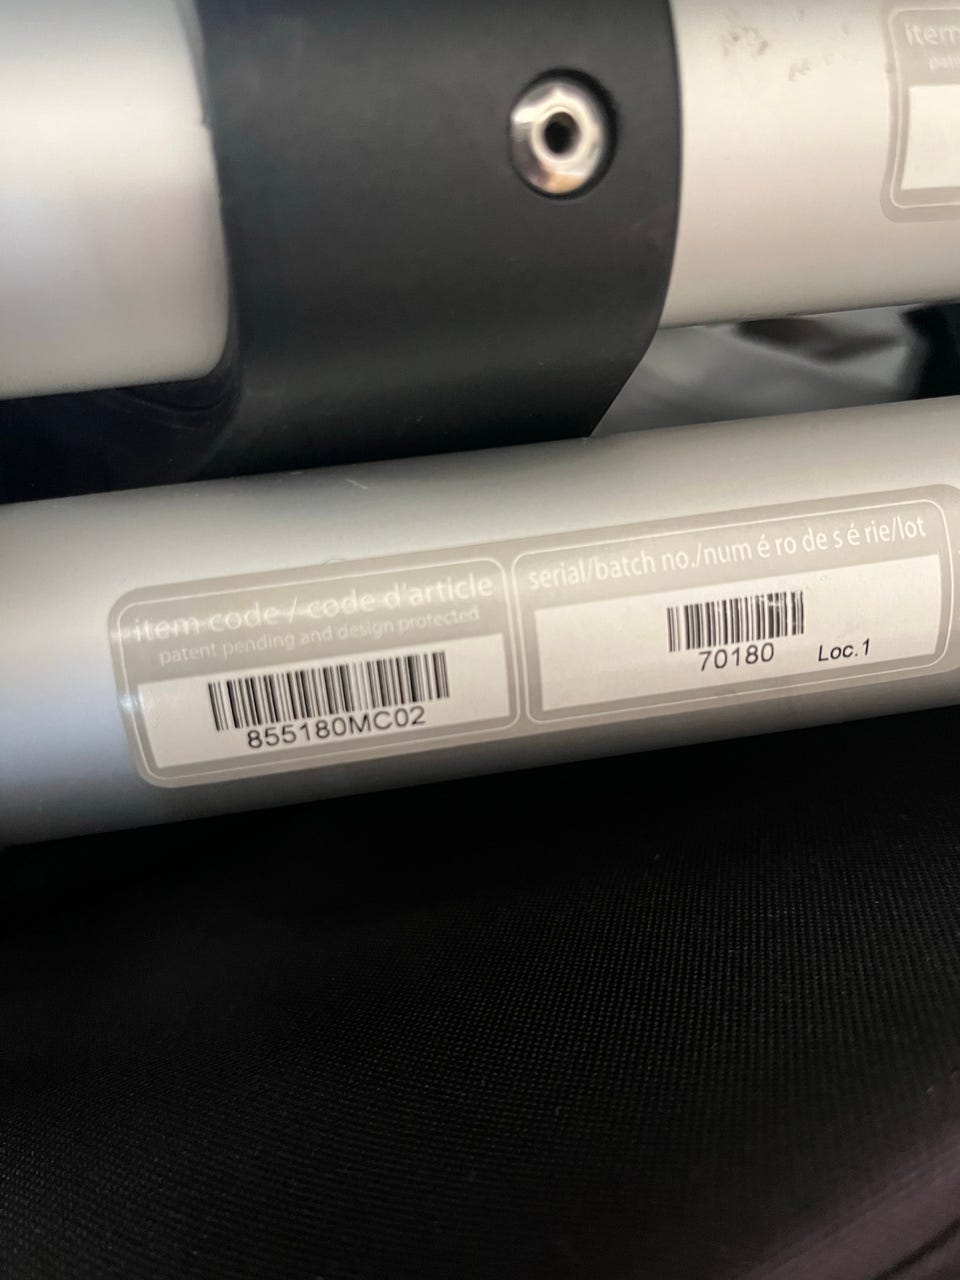 item
item code / code d'article
patent pending and design protected
855180MC02
serial/batch no./num é ro de s é rie/lot
70180
Loc.1